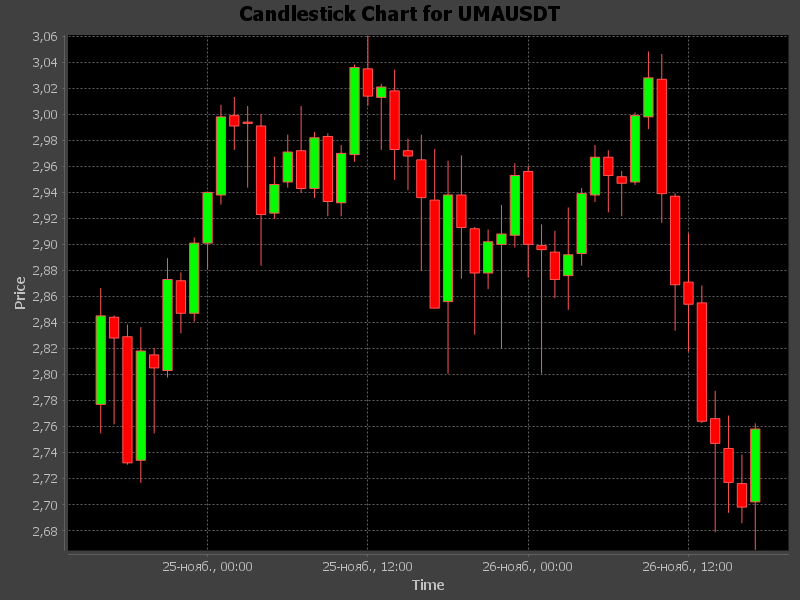 Candlestick Chart for UMAUSDT
3,06
3,04
3,02
3,00
2,98
2,96
2,94
2,92
2,90
2,88
2,86
2,84
2,82
2,80
2,78
2,76
2,74
2,72
2,70
2,68
Price
25-нояб., 00:00
25-нояб., 12:00
26-нояб., 00:00
26-нояб., 12:00
Time